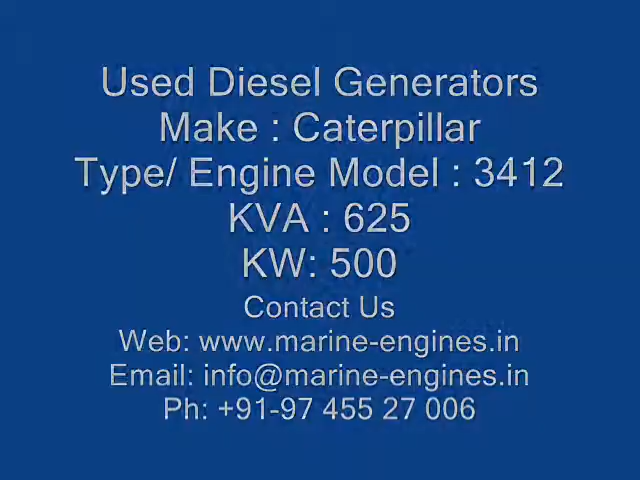 Used Diesel Generators
Make : Caterpillar
Type/ Engine Model : 3412
KVA : 625
KW: 500
Contact Us
Web: www.marine-engines.in
Email: info@marine-engines.in
Ph: +91-97 455 27 006